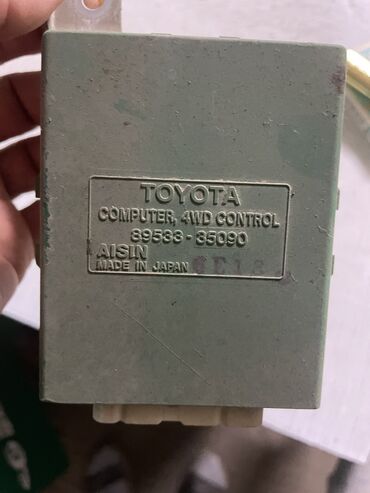 TOYOTA
COMPUTER, 4WD CONTROL
89533-35090
AISIN
MADE IN JAPAN